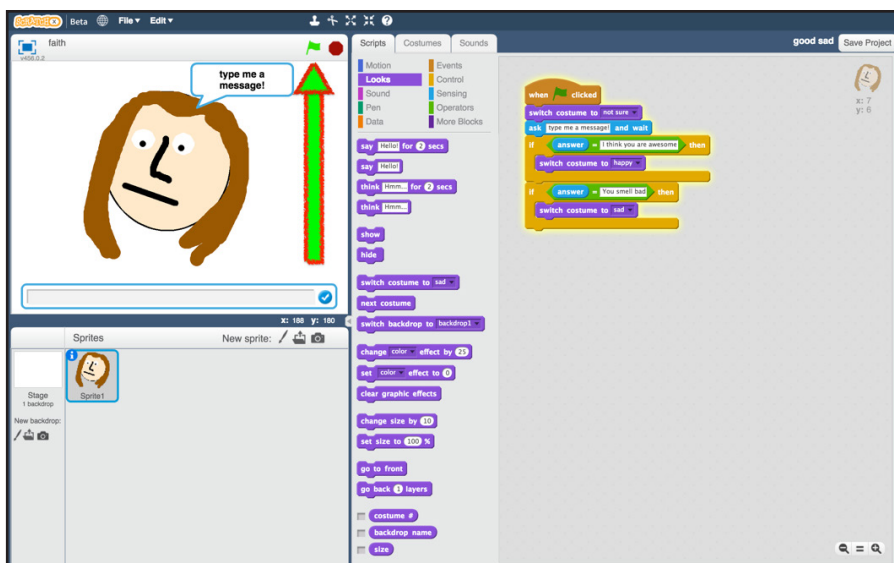 SCRATCHX Beta File ▾ Edit ▾
faith
v456.0.2
type me a
message!
x: 188 y: 180
Sprites New sprite:
Stage
1 backdrop
New backdrop:
Sprite1
Scripts Costumes Sounds
Motion Events
Looks Control
Sound Sensing
Pen Operators
Data More Blocks
say Hello! for 2 secs
say Hello!
think Hmm... for 2 secs
think Hmm...
show
hide
switch costume to sad
next costume
switch backdrop to backdrop1
change color effect by 25
set color effect to 0
clear graphic effects
change size by 10
set size to 100 %
go to front
go back 1 layers
costume #
backdrop name
size
good sad Save Project
x: 7
y: 6
when clicked
switch costume to not sure
ask type me a message! and wait
if answer = I think you are awesome then
switch costume to happy
if answer = You smell bad then
switch costume to sad